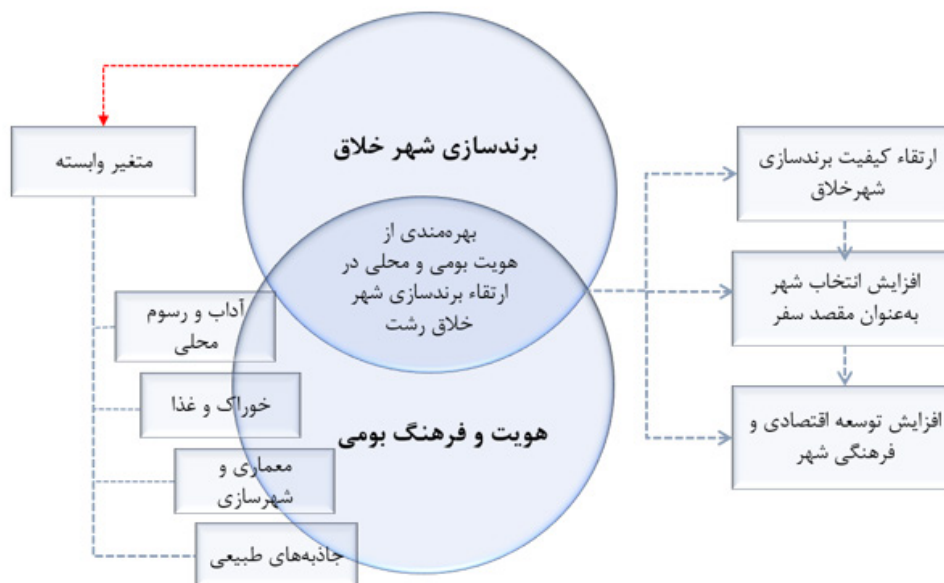 برندسازی شهر خلاق
متغیر وابسته
ارتقاء کیفیت برندسازی
شهرخلاق
بهره‌مندی از
هویت بومی و محلی در
ارتقاء برندسازی شهر
خلاق رشت
افزایش انتخاب شهر
به‌عنوان مقصد سفر
آداب و رسوم
محلی
خوراک و غذا
هویت و فرهنگ بومی
افزایش توسعه اقتصادی و
فرهنگی شهر
معماری و
شهرسازی
جاذبه‌های طبیعی